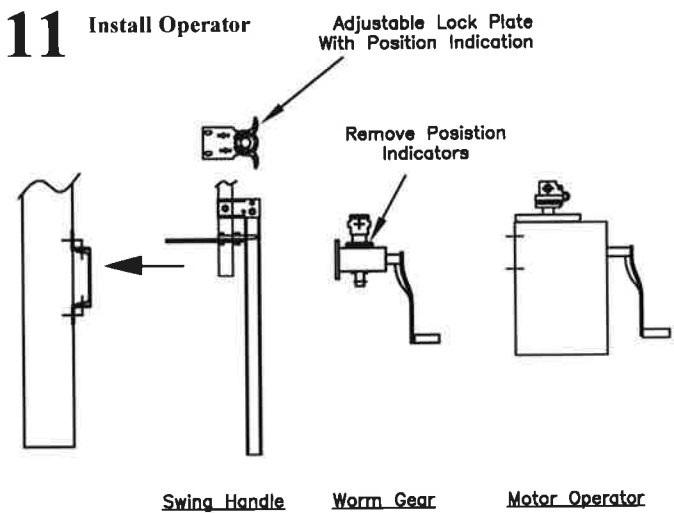 11 Install Operator
Adjustable Lock Plate
With Position Indication
Remove Posistion
Indicators
Swing Handle
Worm Gear
Motor Operator